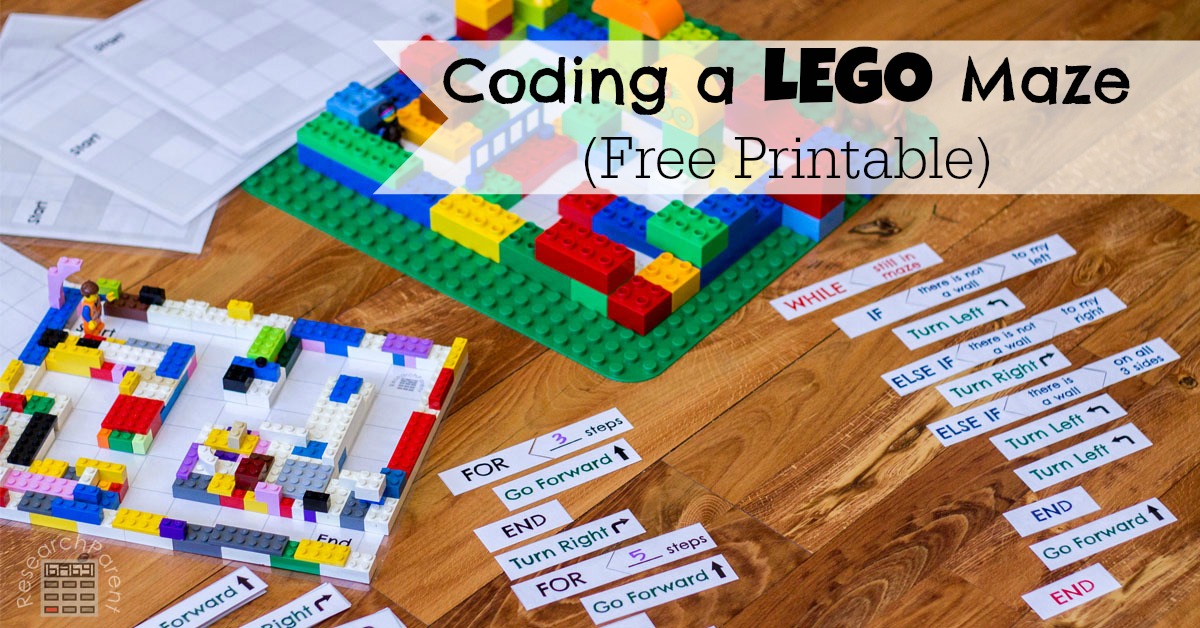 Coding a LEGO Maze
(Free Printable)
Start
Start
Start
Start
End
ResearchParent
WHILE still in maze
IF there is not a wall to my left
Turn Left
ELSE IF there is not a wall to my right
Turn Right
ELSE IF there is a wall on all 3 sides
Turn Left
Turn Left
END
Go Forward
END
FOR 3 steps
Go Forward
END
Turn Right
FOR 5 steps
Go Forward
Forward
Right